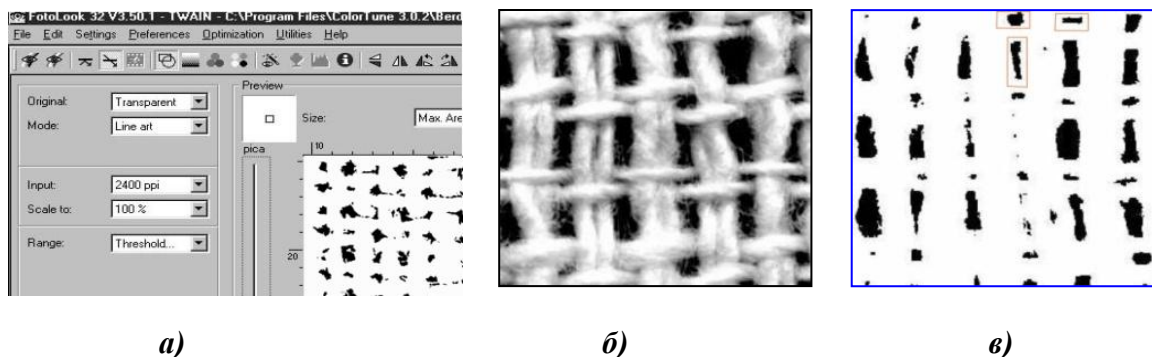 FotoLook 32 V3.50.1 - TWAIN - C:\Program Files\ColorTune 3.0.2\Berd
File Edit Settings Preferences Optimization Utilities Help
Original: Transparent
Mode: Line art
Input: 2400 ppi
Scale to: 100 %
Range: Threshold...
Preview
Size: Max. Are
pica
10
20
а) б) в)